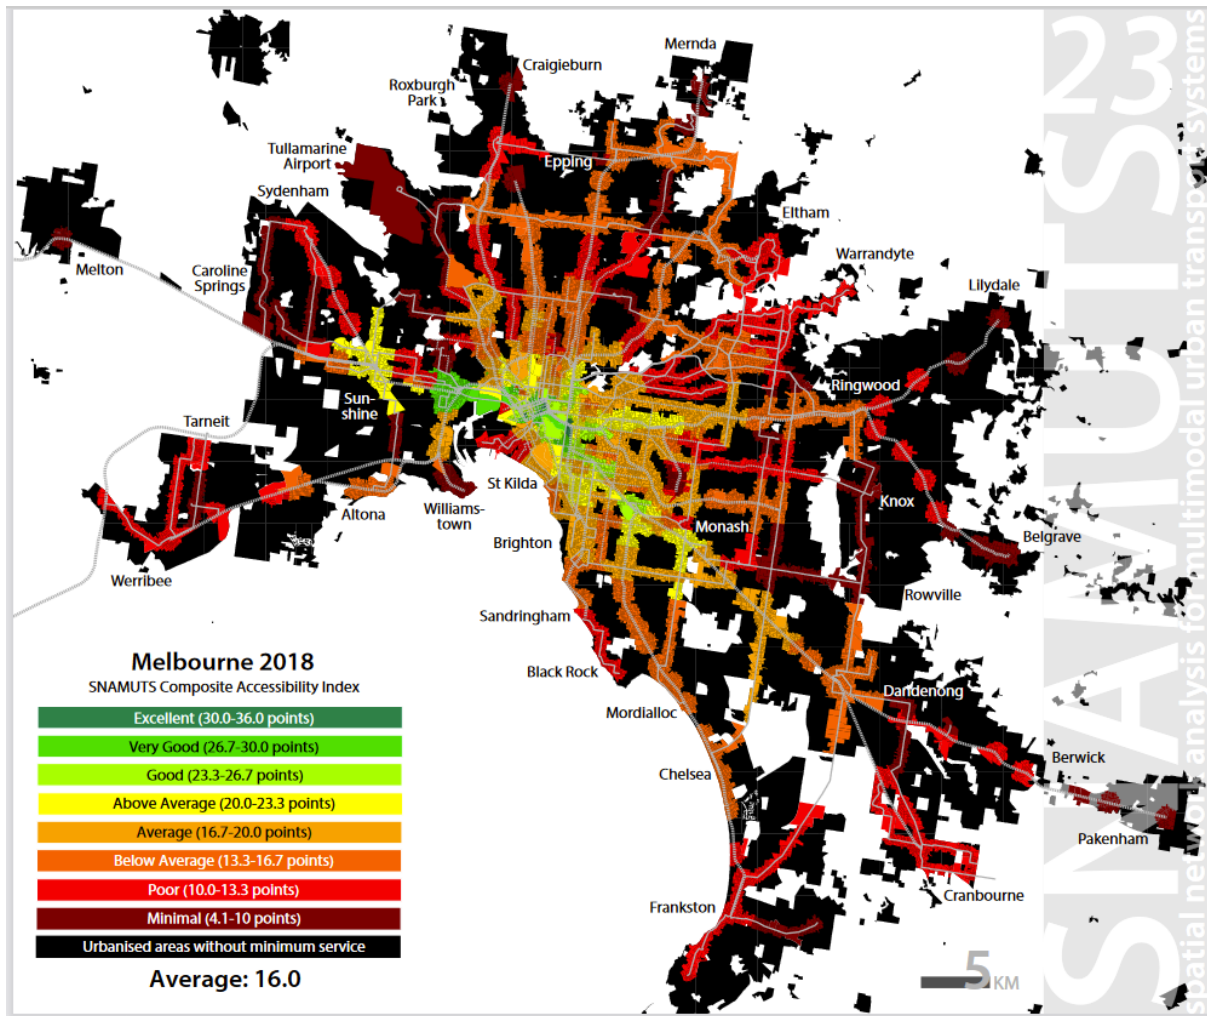 Mernda
Craigieburn
Roxburgh
Park
Tullamarine
Airport
Epping
Sydenham
Eltham
Warrandyte
Melton
Caroline
Springs
Lilydale
Ringwood
Sun-
shine
Tarneit
St Kilda
Knox
Altona
Williams-
town
Monash
Belgrave
Brighton
Werribee
Rowville
Sandringham
Black Rock
Dandenong
Mordialloc
Berwick
Chelsea
Pakenham
Cranbourne
Frankston
Melbourne 2018
SNAMUTS Composite Accessibility Index
Excellent (30.0-36.0 points)
Very Good (26.7-30.0 points)
Good (23.3-26.7 points)
Above Average (20.0-23.3 points)
Average (16.7-20.0 points)
Below Average (13.3-16.7 points)
Poor (10.0-13.3 points)
Minimal (4.1-10 points)
Urbanised areas without minimum service
Average: 16.0
5 KM
SNAMUTS 23
spatial network analysis for multimodal urban transport systems